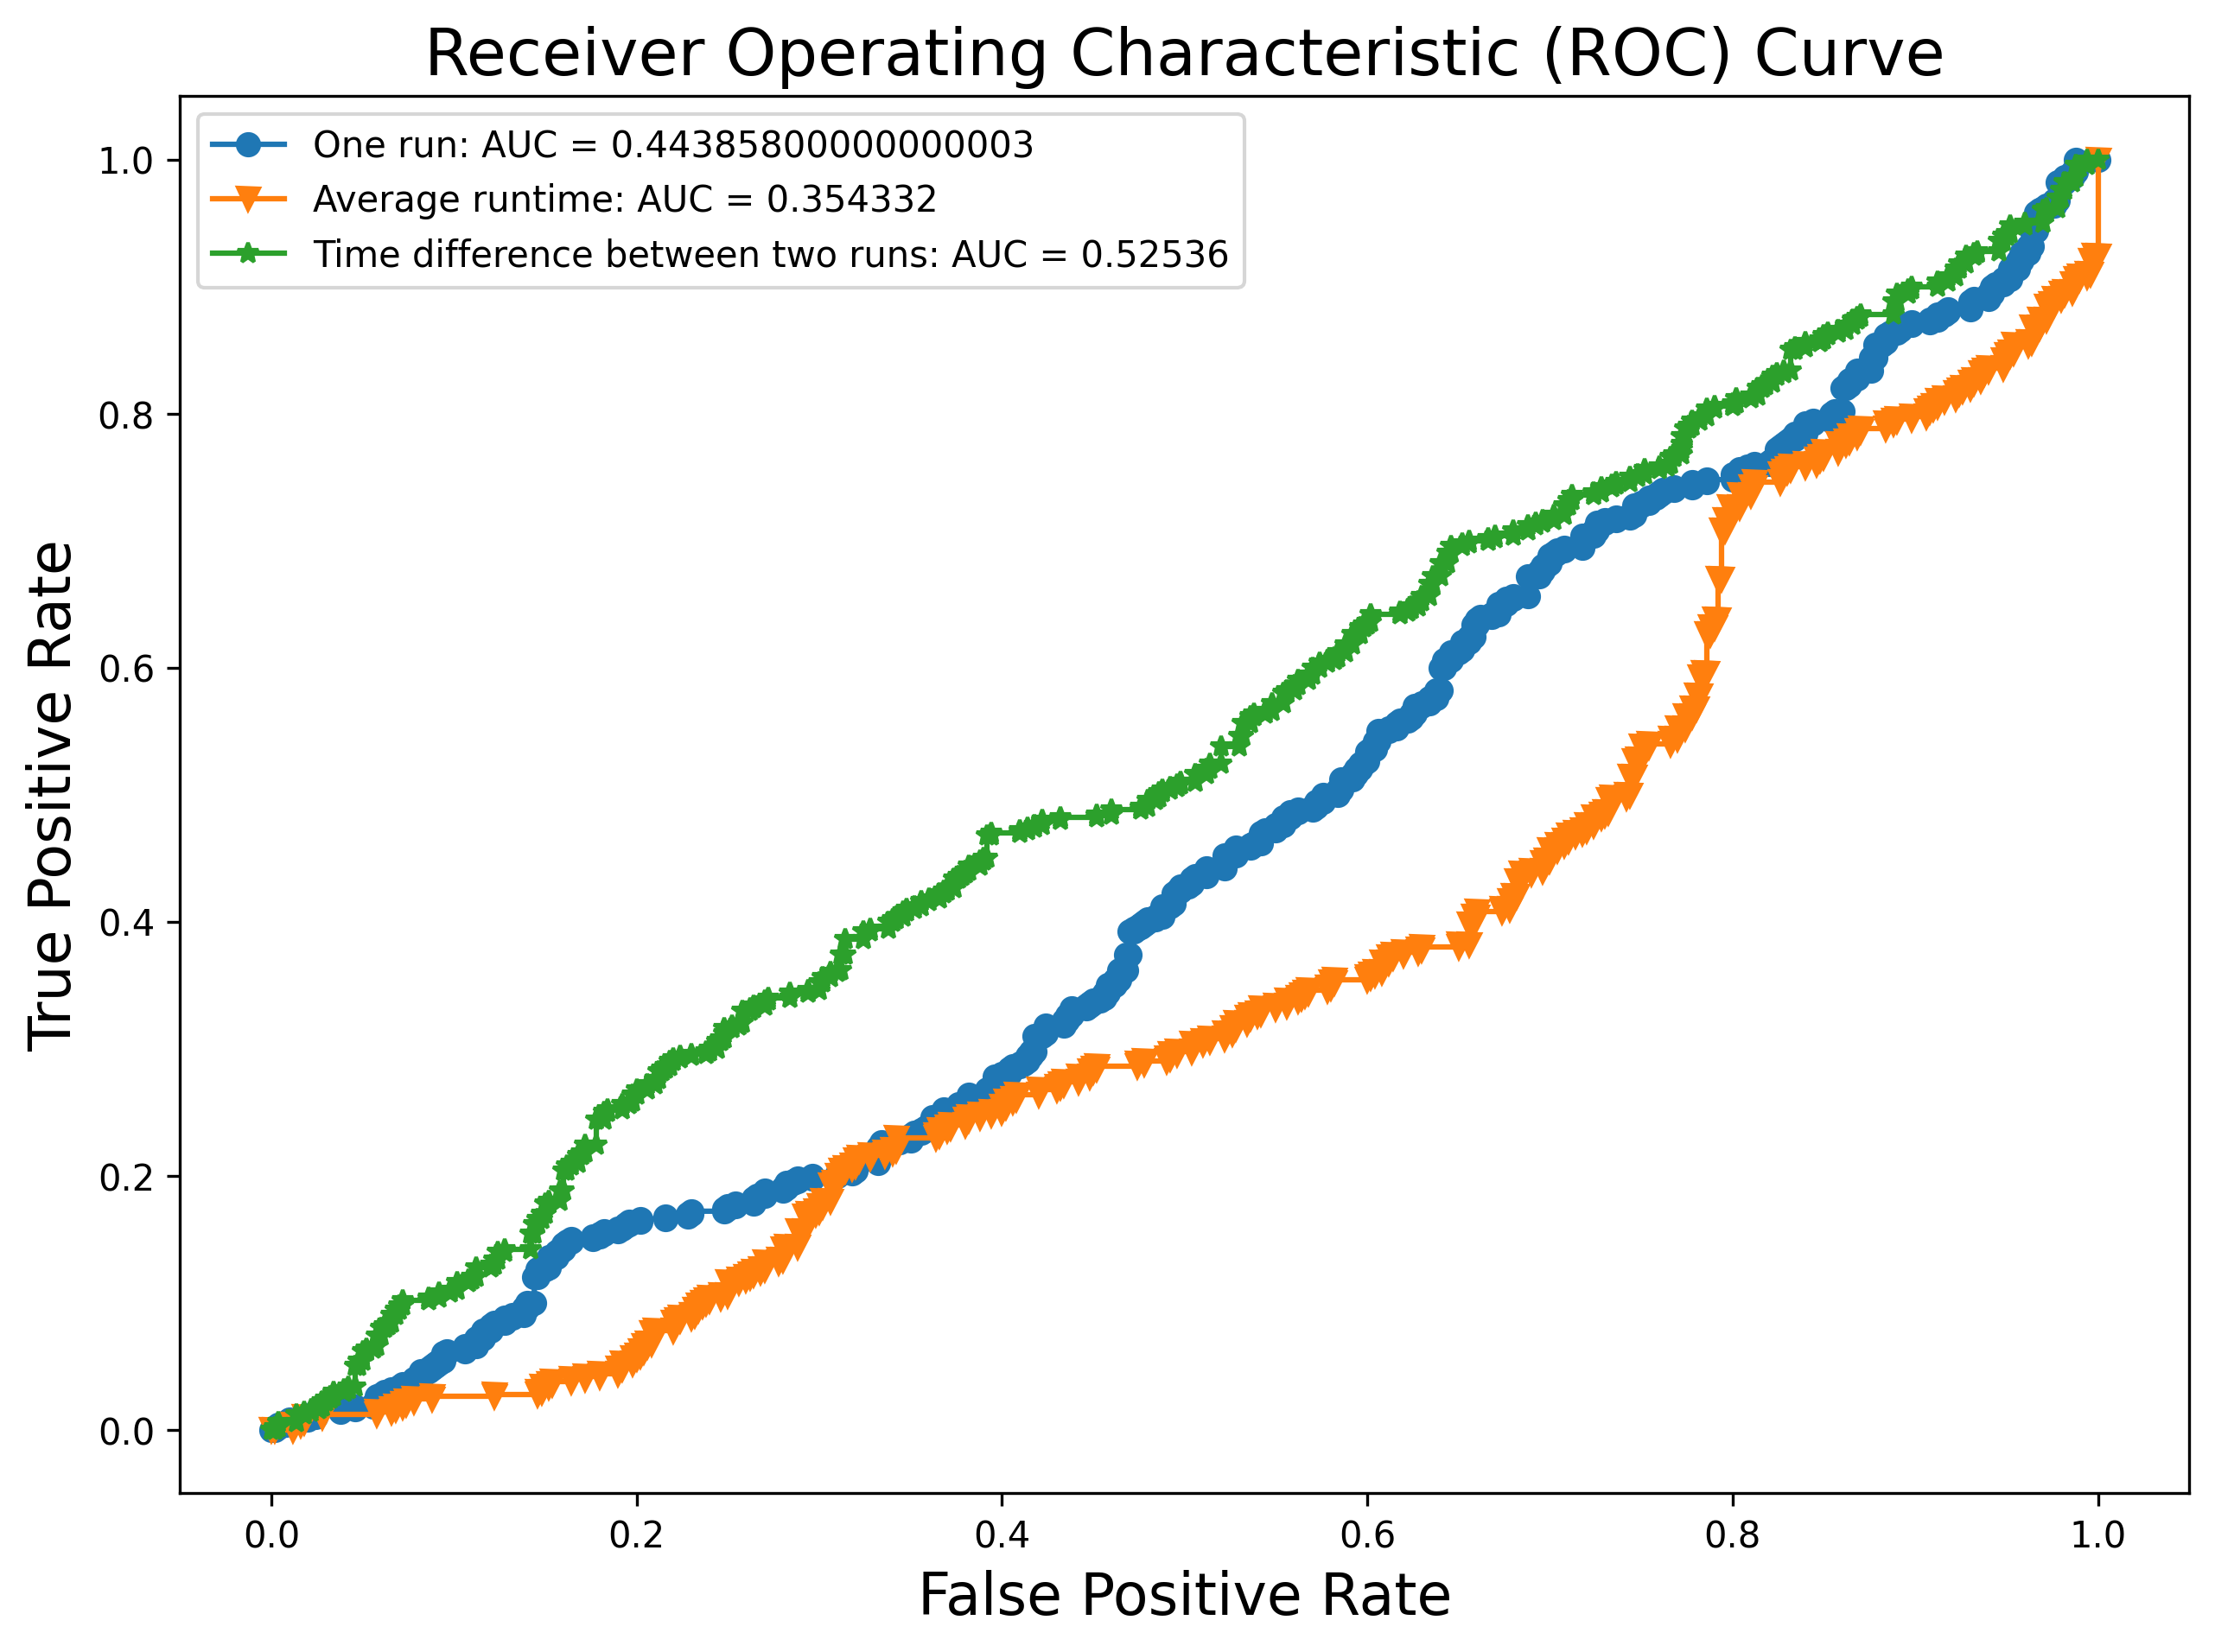 Receiver Operating Characteristic (ROC) Curve
One run: AUC = 0.44385800000000003
Average runtime: AUC = 0.354332
Time difference between two runs: AUC = 0.52536
1.0
0.8
0.6
0.4
0.2
0.0
True Positive Rate
0.0 0.2 0.4 0.6 0.8 1.0
False Positive Rate